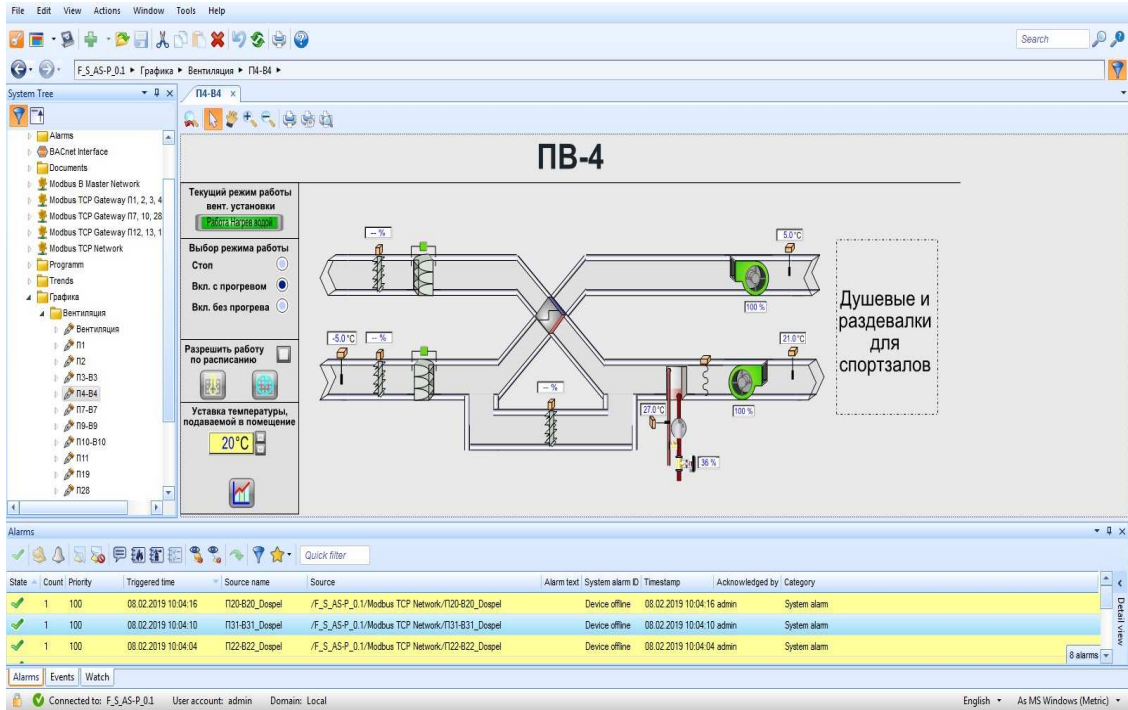 File Edit View Actions Window Tools Help
Search
F_S_AS-P_0.1 ▸ Графика ▸ Вентиляция ▸ П4-В4 ▸
System Tree
П4-В4 x
Alarms
BACnet Interface
Documents
Modbus B Master Network
Modbus TCP Gateway П1, 2, 3, 4
Modbus TCP Gateway П7, 10, 28
Modbus TCP Gateway П12, 13, 1
Modbus TCP Network
Programm
Trends
Графика
Вентиляция
Вентиляция
П1
П2
П3-В3
П4-В4
П7-В7
П9-В9
П10-В10
П11
П19
П28
ПВ-4
Текущий режим работы
вент. установки
Работа Нагрев водой
Выбор режима работы
Стоп
Вкл. с прогревом
Вкл. без прогрева
Разрешить работу
по расписанию
Уставка температуры,
подаваемой в помещение
20°C
-- %
5.0°C
100 %
-5.0°C
-- %
21.0°C
-- %
27.0°C
100 %
36 %
Душевые и
раздевалки
для
спортзалов
Alarms
Quick filter
State Count Priority Triggered time Source name Source Alarm text System alarm ID Timestamp Acknowledged by Category
1 100 08.02.2019 10:04:16 П20-В20_Dospel /F_S_AS-P_0.1/Modbus TCP Network/П20-В20_Dospel Device offline 08.02.2019 10:04:16 admin System alarm
1 100 08.02.2019 10:04:10 П31-В31_Dospel /F_S_AS-P_0.1/Modbus TCP Network/П31-В31_Dospel Device offline 08.02.2019 10:04:10 admin System alarm
1 100 08.02.2019 10:04:04 П22-В22_Dospel /F_S_AS-P_0.1/Modbus TCP Network/П22-В22_Dospel Device offline 08.02.2019 10:04:04 admin System alarm
8 alarms
Detail view
Alarms Events Watch
Connected to: F_S_AS-P_0.1 User account: admin Domain: Local English As MS Windows (Metric)